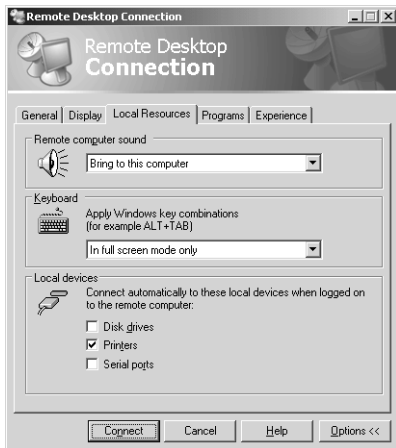 Remote Desktop Connection
Remote Desktop
Connection
General Display Local Resources Programs Experience
Remote computer sound
Bring to this computer
Keyboard
Apply Windows key combinations
(for example ALT+TAB)
In full screen mode only
Local devices
Connect automatically to these local devices when logged on
to the remote computer:
Disk drives
Printers
Serial ports
Connect Cancel Help Options <<